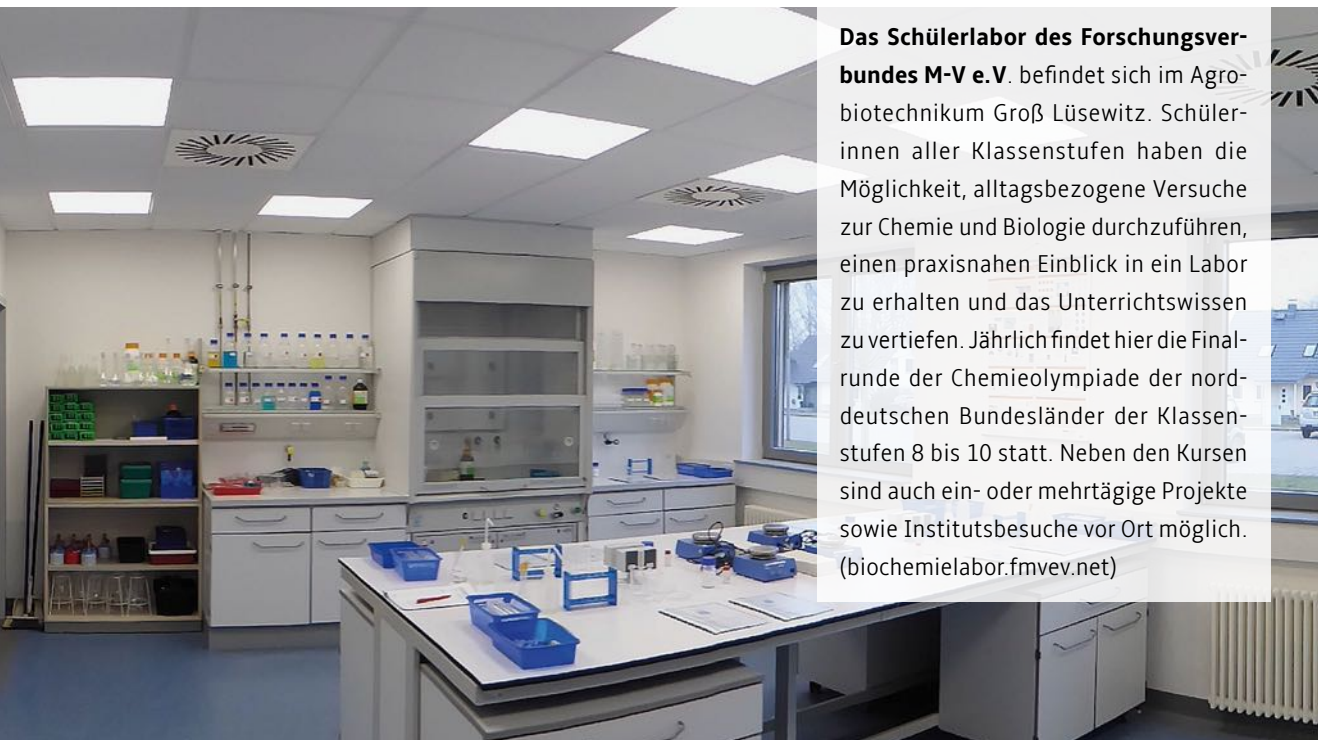 Das Schülerlabor des Forschungsver-
bundes M-V e.V. befindet sich im Agro-
biotechnikum Groß Lüsewitz. Schüler-
innen aller Klassenstufen haben die
Möglichkeit, alltagsbezogene Versuche
zur Chemie und Biologie durchzuführen,
einen praxisnahen Einblick in ein Labor
zu erhalten und das Unterrichtswissen
zu vertiefen. Jährlich findet hier die Final-
runde der Chemieolympiade der nord-
deutschen Bundesländer der Klassen-
stufen 8 bis 10 statt. Neben den Kursen
sind auch ein- oder mehrtägige Projekte
sowie Institutsbesuche vor Ort möglich.
(biochemielabor.fmvev.net)